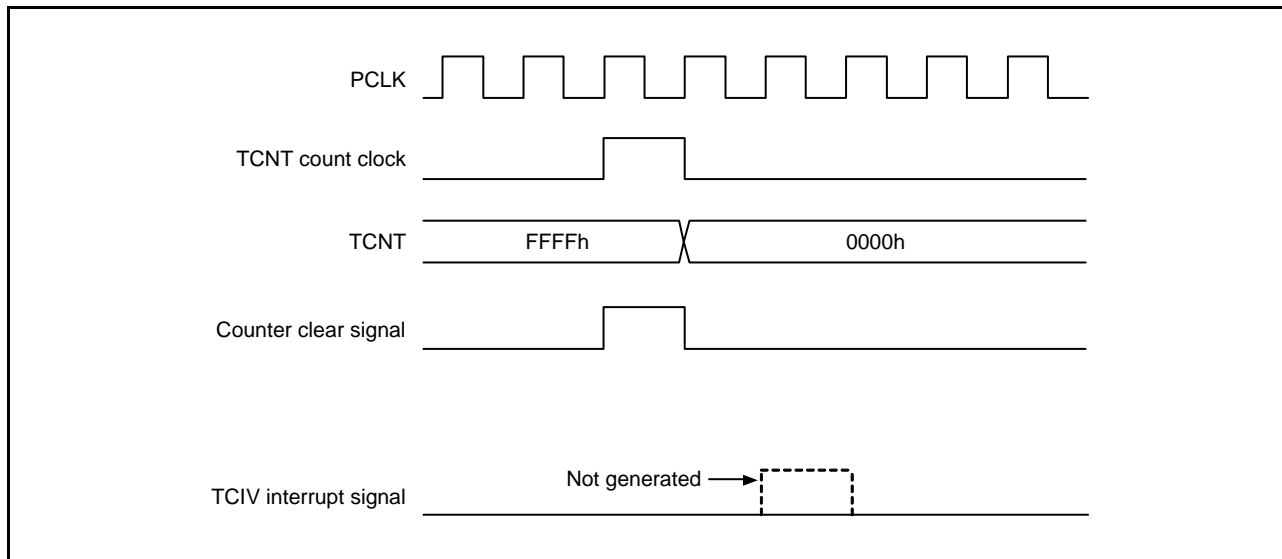 PCLK
TCNT count clock
TCNT
FFFFh
0000h
Counter clear signal
Not generated
TCIV interrupt signal